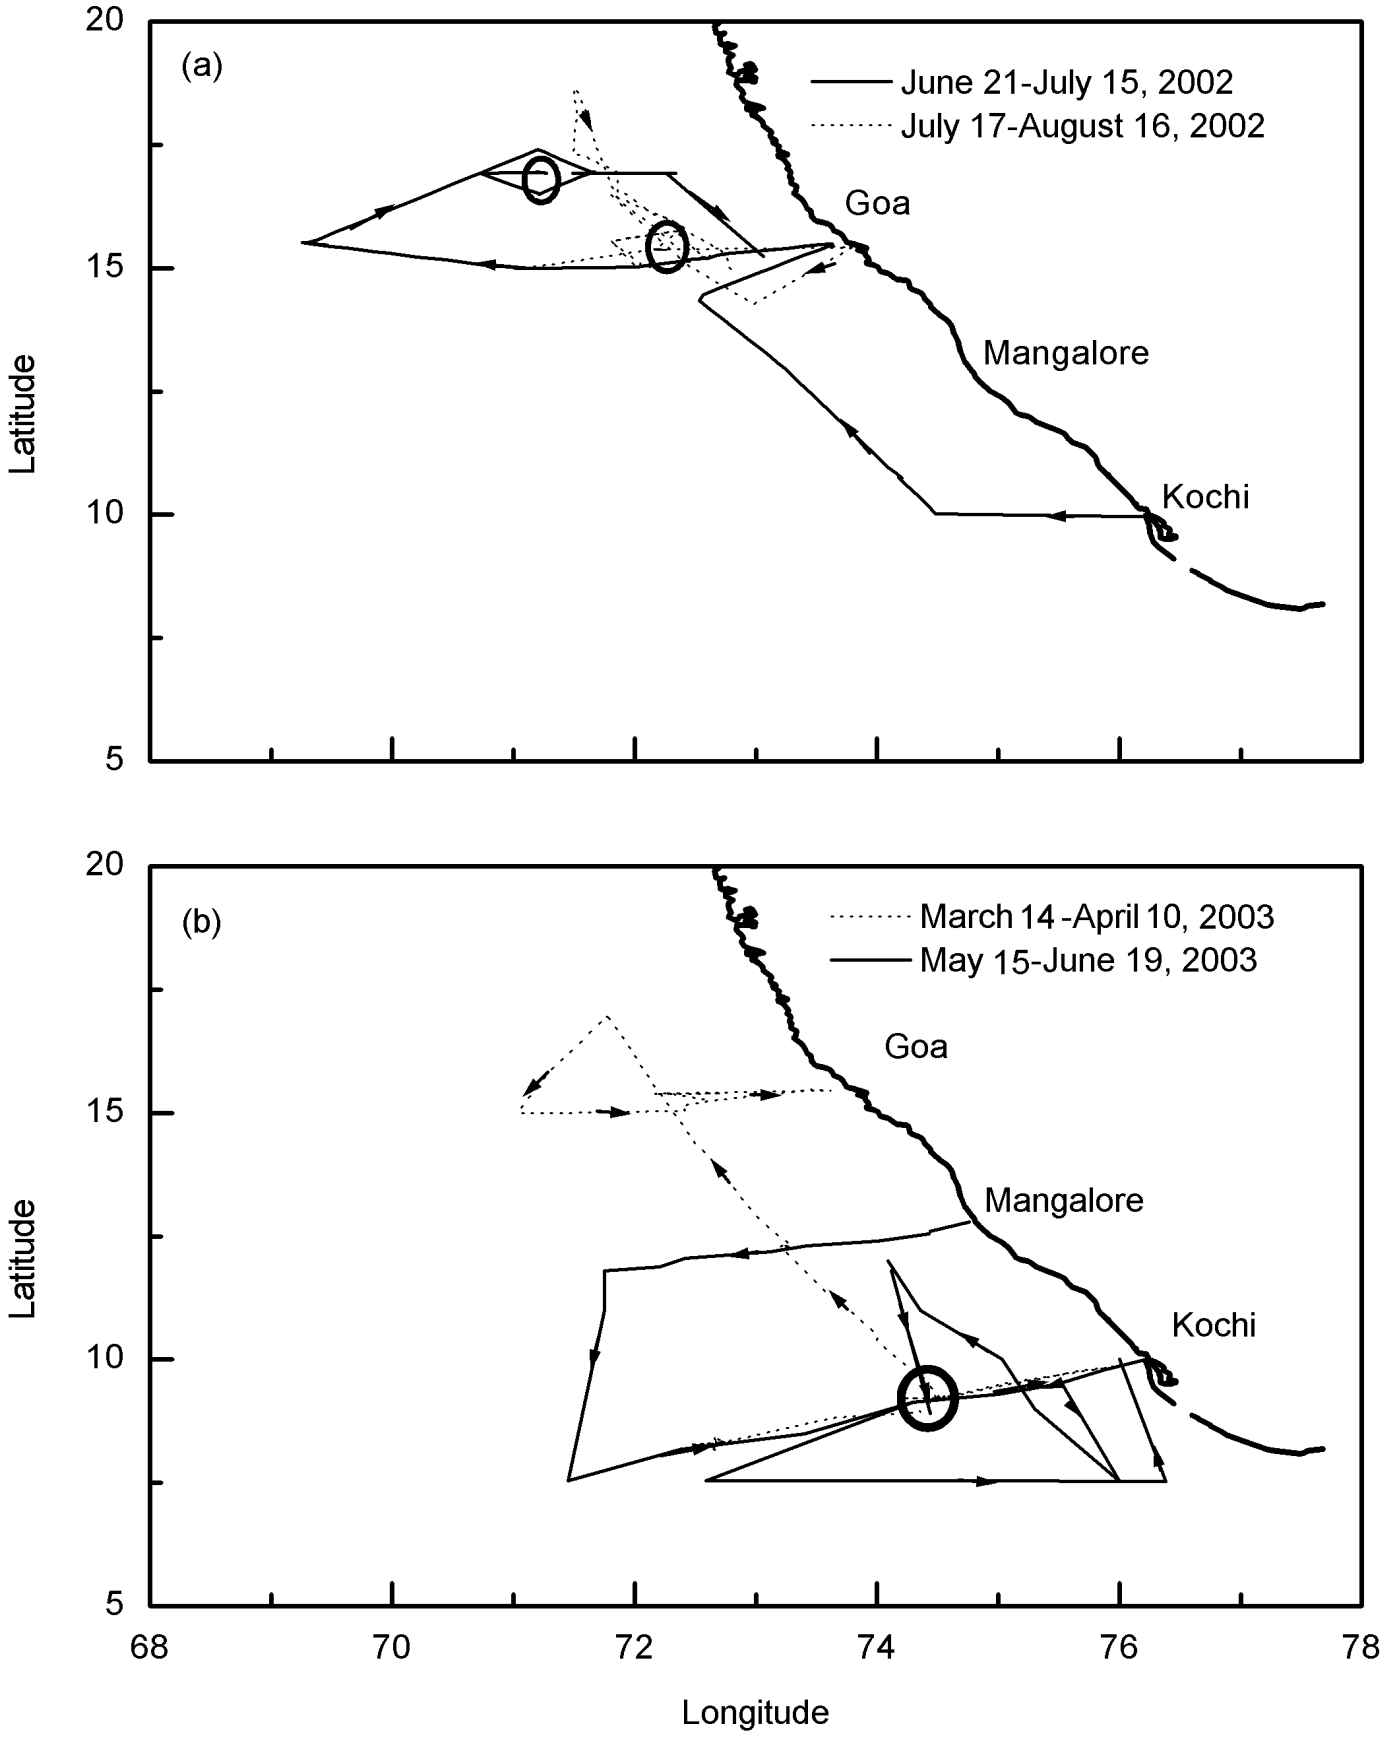 20
(a)
June 21-July 15, 2002
July 17-August 16, 2002
Goa
15
Mangalore
Latitude
Kochi
10
5
20
(b)
March 14-April 10, 2003
May 15-June 19, 2003
Goa
15
Mangalore
Latitude
Kochi
10
5
68 70 72 74 76 78
Longitude